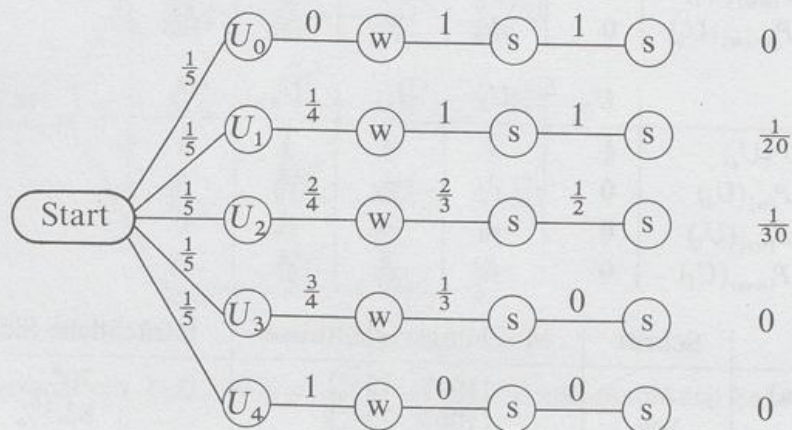 U₀ 0 w 1 s 1 s 0
1/5
U₁ 1/4 w 1 s 1 s 1/20
1/5
Start 1/5 U₂ 2/4 w 2/3 s 1/2 s 1/30
1/5
U₃ 3/4 w 1/3 s 0 s 0
1/5
U₄ 1 w 0 s 0 s 0